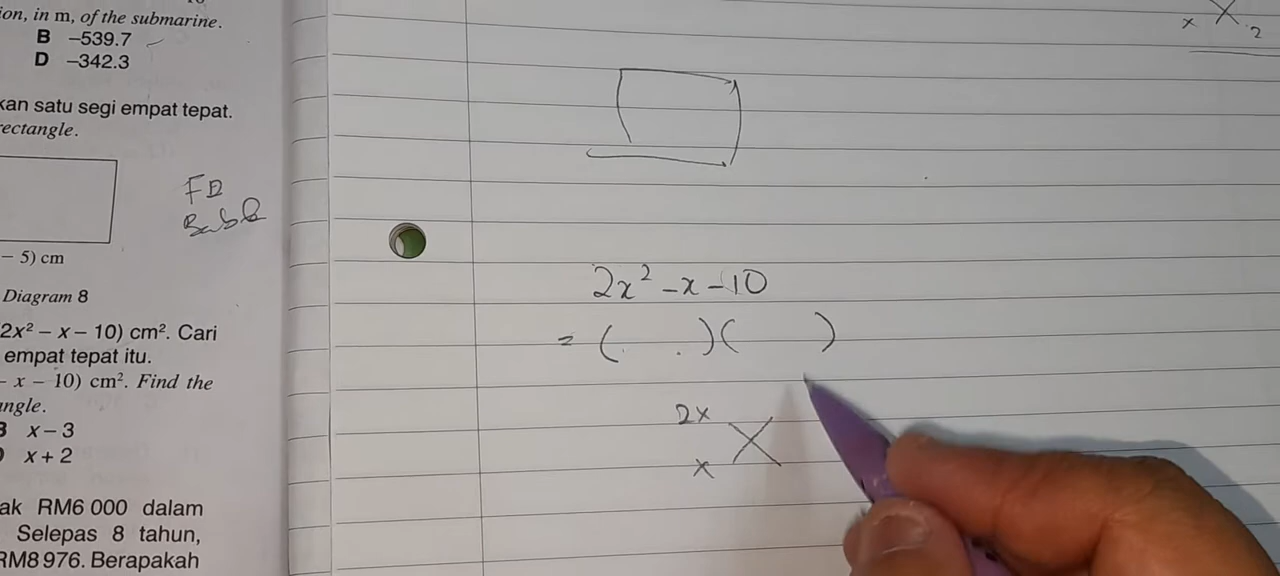 ion, in m, of the submarine.
B –539.7
D –342.3
kan satu segi empat tepat.
rectangle.
– 5) cm
Diagram 8
2x² – x – 10) cm². Cari
empat tepat itu.
– x – 10) cm². Find the
angle.
B x – 3
D x + 2
ak RM6 000 dalam
Selepas 8 tahun,
RM8 976. Berapakah
x 2
2x² – x – 10
= (     )(     )
2x
x